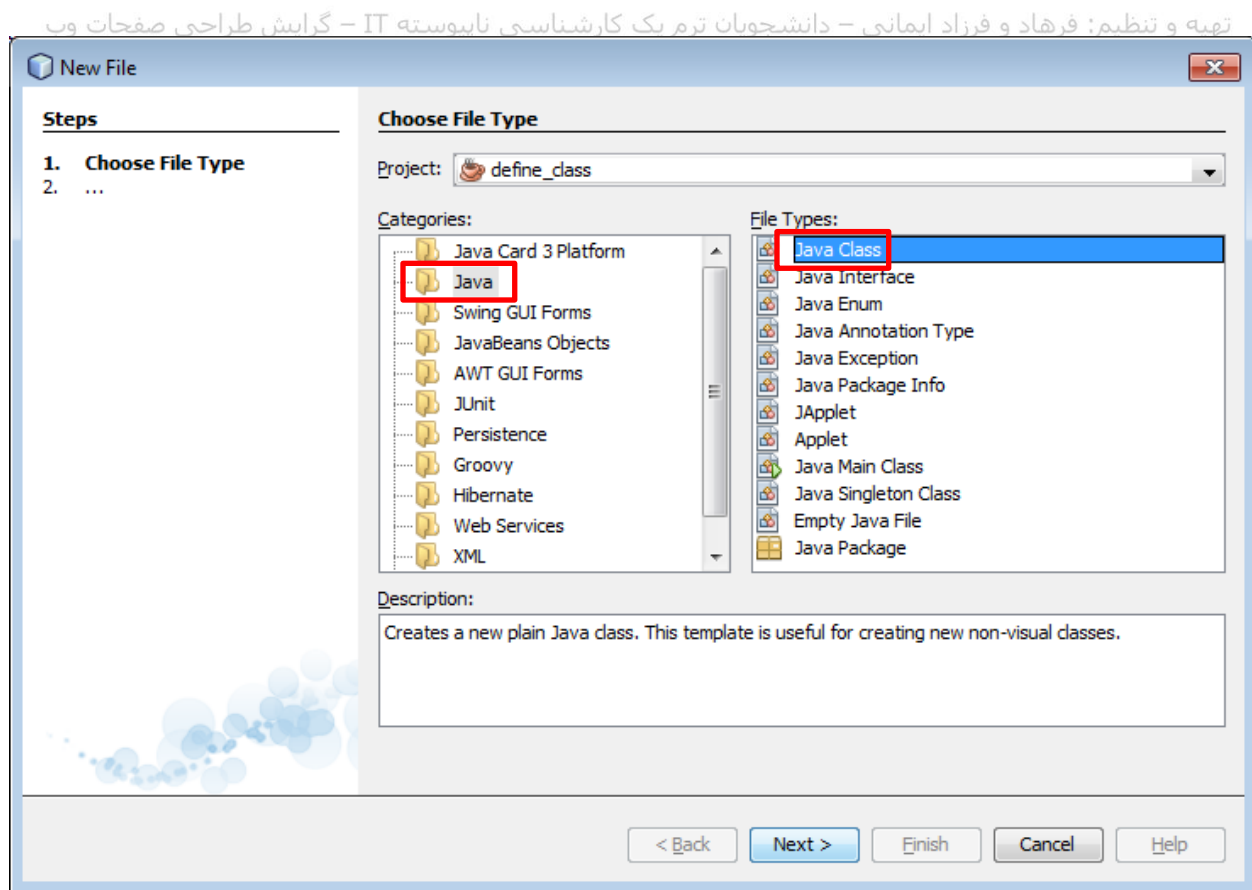 تهیه و تنظیم: فرهاد و فرزاد ایمانی – دانشجویان ترم یک کارشناسی ناپیوسته IT – گرایش طراحی صفحات وب
New File
Steps
1. Choose File Type
2. ...
Choose File Type
Project: define_class
Categories:
Java Card 3 Platform
Java
Swing GUI Forms
JavaBeans Objects
AWT GUI Forms
JUnit
Persistence
Groovy
Hibernate
Web Services
XML
File Types:
Java Class
Java Interface
Java Enum
Java Annotation Type
Java Exception
Java Package Info
JApplet
Applet
Java Main Class
Java Singleton Class
Empty Java File
Java Package
Description:
Creates a new plain Java class. This template is useful for creating new non-visual classes.
< Back Next > Finish Cancel Help